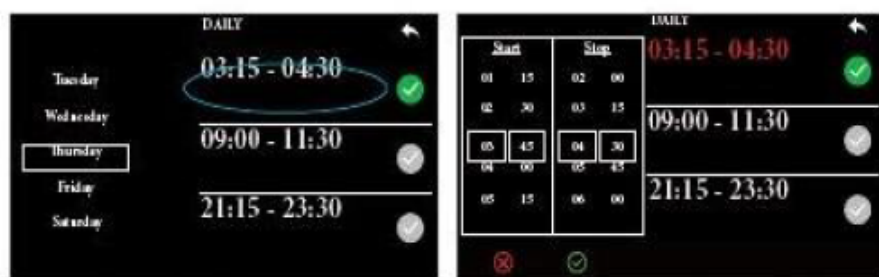 DAILY
03:15 - 04:30
Tuesday
Wednesday
09:00 - 11:30
Thursday
Friday
21:15 - 23:30
Saturday
DAILY
Start Stop
03:15 - 04:30
01 15 02 00
02 30 03 15
09:00 - 11:30
03 45 04 30
04 00 05 45
05 15 06 00
21:15 - 23:30